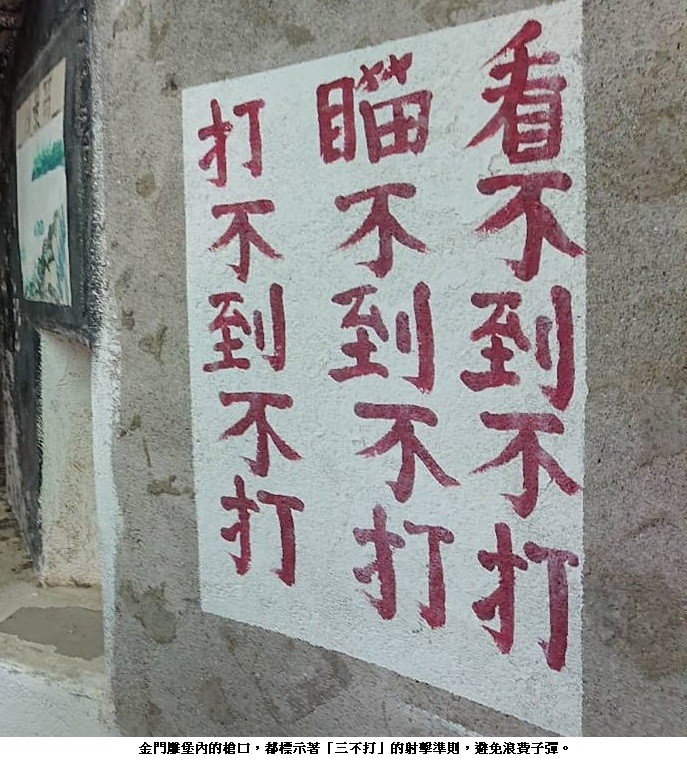 看不到不打
瞄不到不打
打不到不打
金門雕堡內的槍口，都標示著「三不打」的射擊準則，避免浪費子彈。